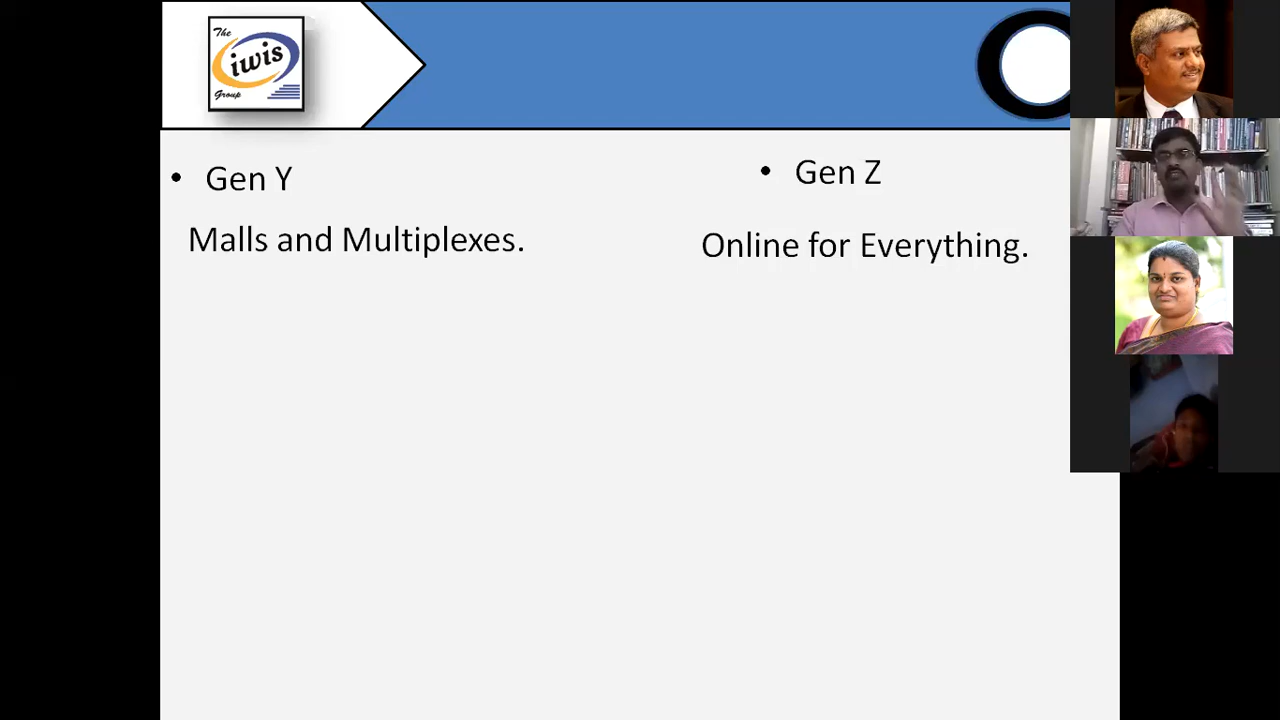 The
iwis
Group
• Gen Y
Malls and Multiplexes.
• Gen Z
Online for Everything.